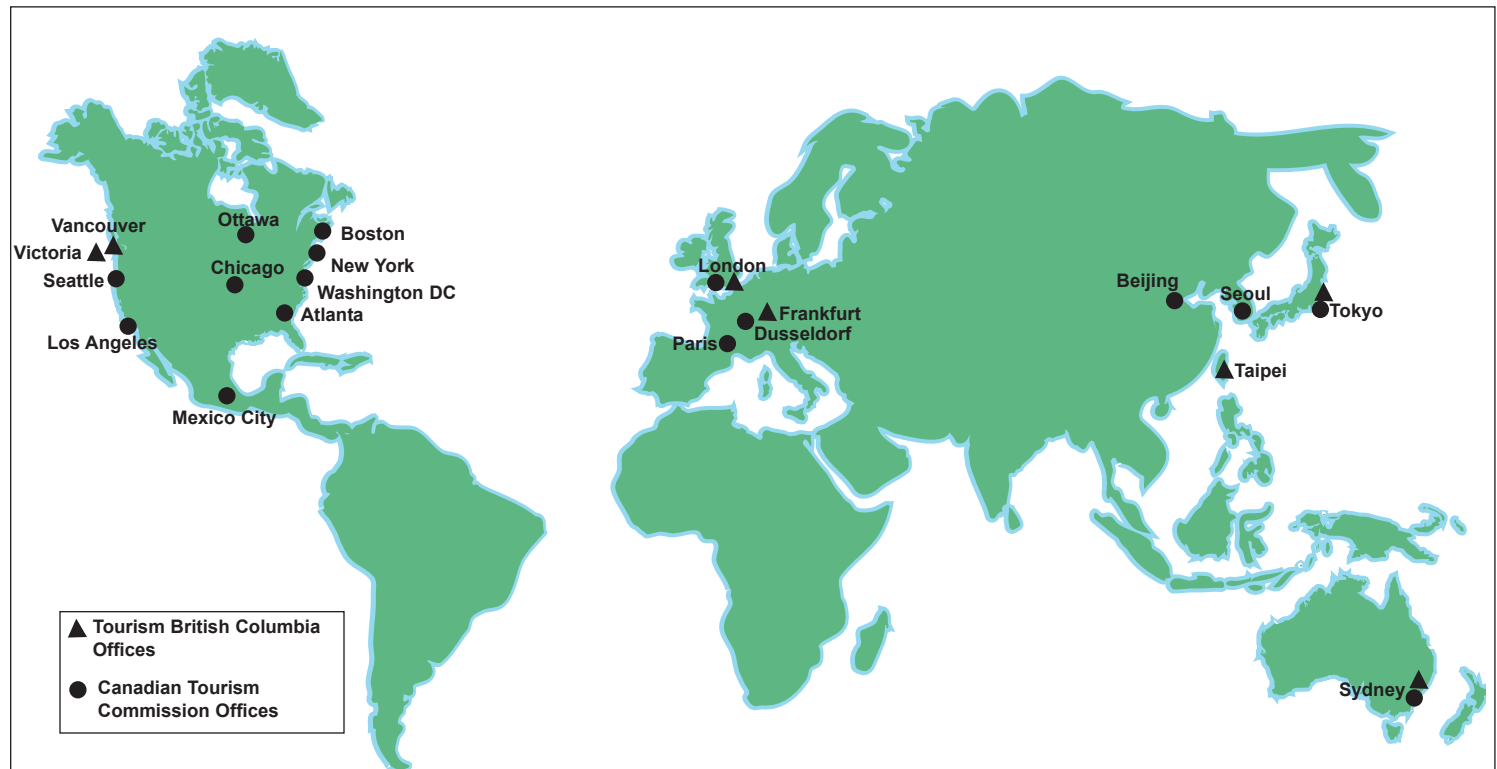 Vancouver
Ottawa
Boston
Victoria
New York
Chicago
Seattle
Washington DC
Atlanta
Los Angeles
Mexico City
London
Frankfurt
Dusseldorf
Paris
Beijing
Seoul
Tokyo
Taipei
Sydney
Tourism British Columbia
Offices
Canadian Tourism
Commission Offices